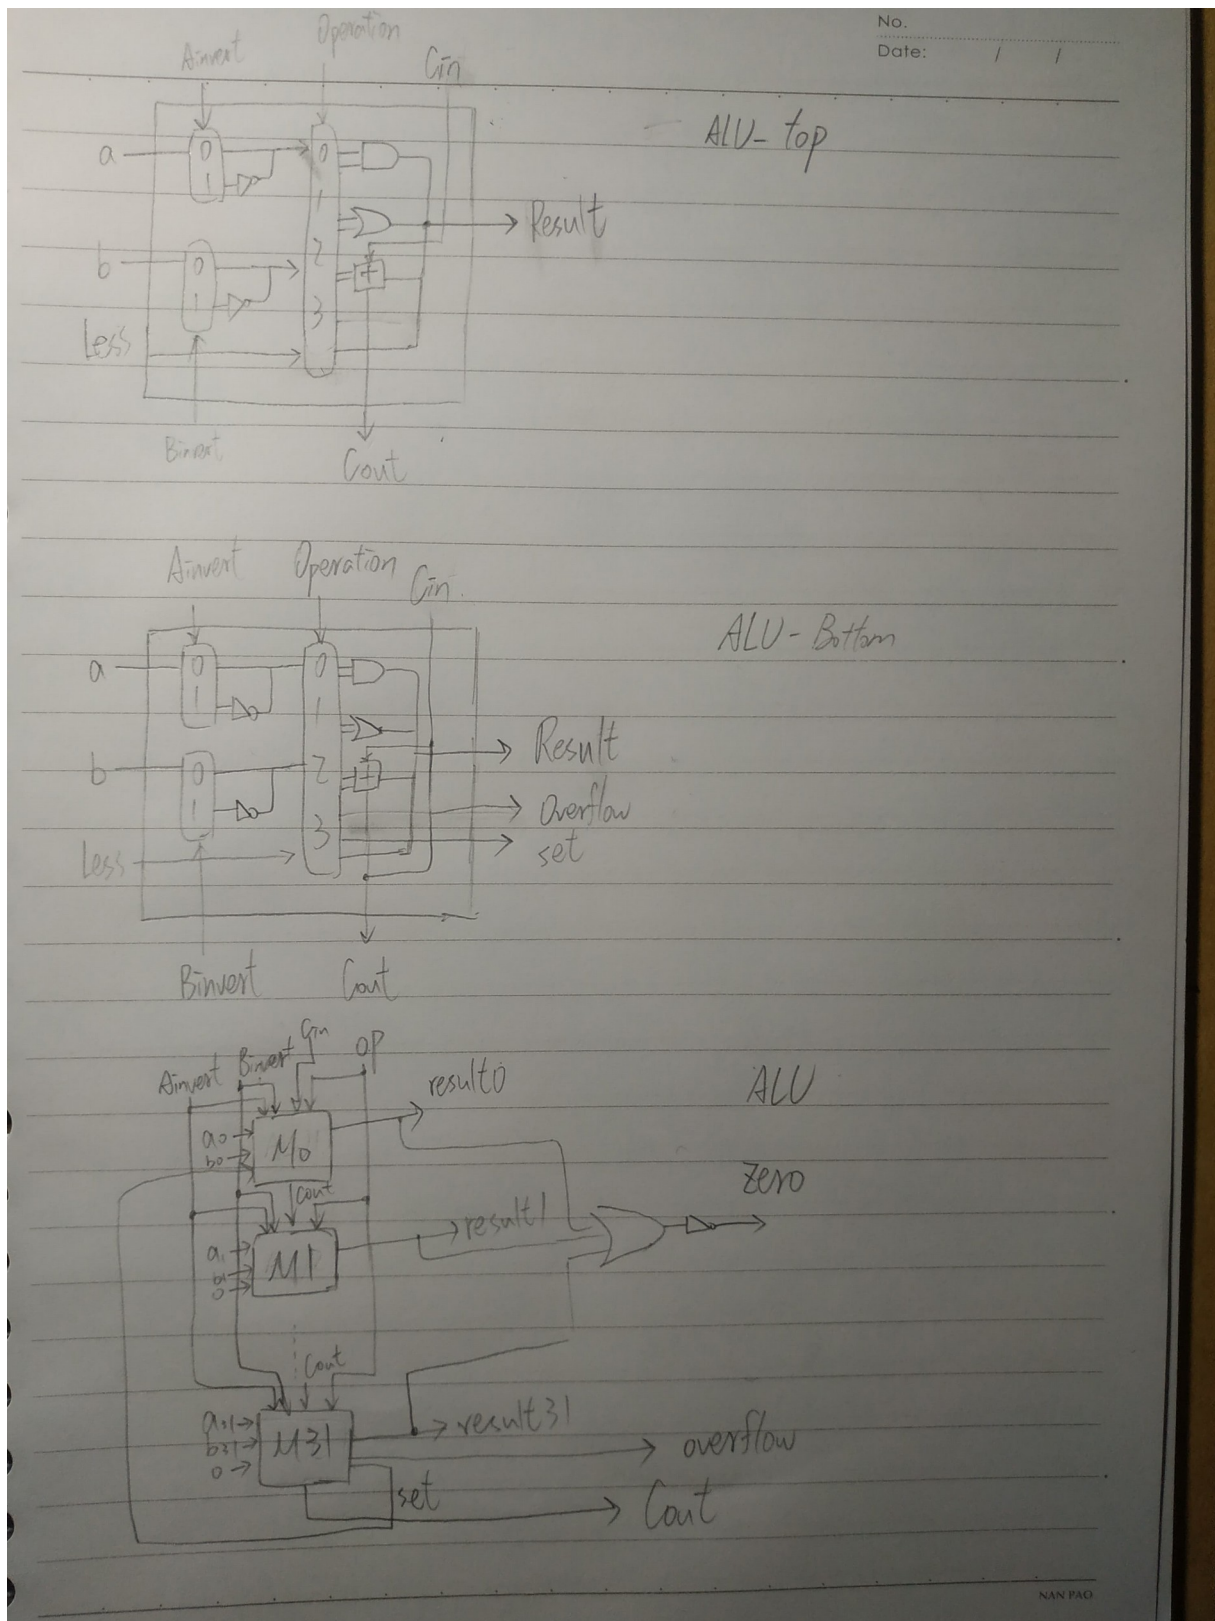 No.
Date: / /
Operation
Ainvert
Cin
ALU-top
a 0 0
1
1
Result
b 0 2
+
1
3
Less
Binvert
Cout
Ainvert Operation Cin
ALU-Bottom
a 0 0
1
1
Result
b 0 2 +
1
Overflow
3
set
Less
Binvert Cout
Cin
Ainvert Binvert OP
result0
ALU
a0
M0
b0
Zero
Cout
result1
a1
M1
b1
0
Cout
a31
result31
b31 M31
overflow
0
set
Cout
NAN PAO